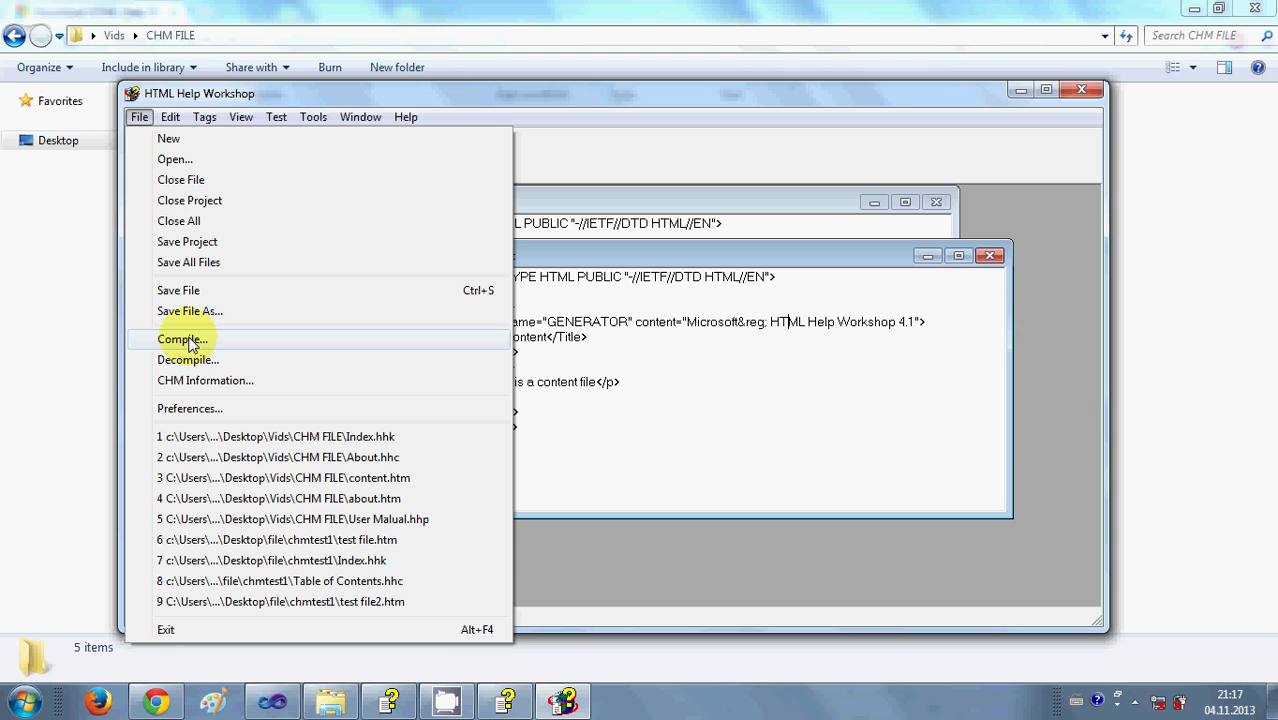 Vids
CHM FILE
Search CHM FILE
Organize
Include in library
Share with
Burn
New folder
Favorites
Desktop
HTML Help Workshop
File
Edit
Tags
View
Test
Tools
Window
Help
New
Open...
Close File
Close Project
Close All
Save Project
Save All Files
Save File Ctrl+S
Save File As...
Compile...
Decompile...
CHM Information...
Preferences...
1 c:\Users\...\Desktop\Vids\CHM FILE\Index.hhk
2 c:\Users\...\Desktop\Vids\CHM FILE\About.hhc
3 C:\Users\...\Desktop\Vids\CHM FILE\content.htm
4 C:\Users\...\Desktop\Vids\CHM FILE\about.htm
5 C:\Users\...\Desktop\Vids\CHM FILE\User Malual.hhp
6 c:\Users\...\Desktop\file\chmtest1\test file.htm
7 c:\Users\...\Desktop\file\chmtest1\Index.hhk
8 c:\Users\...\file\chmtest1\Table of Contents.hhc
9 C:\Users\...\Desktop\file\chmtest1\test file2.htm
Exit Alt+F4
L PUBLIC "-//IETF//DTD HTML//EN">
YPE HTML PUBLIC "-//IETF//DTD HTML//EN">
ame="GENERATOR" content="Microsoft&reg; HTML Help Workshop 4.1">
ontent</Title>
>
is a content file</p>
>
>
5 items
21:17
04.11.2013